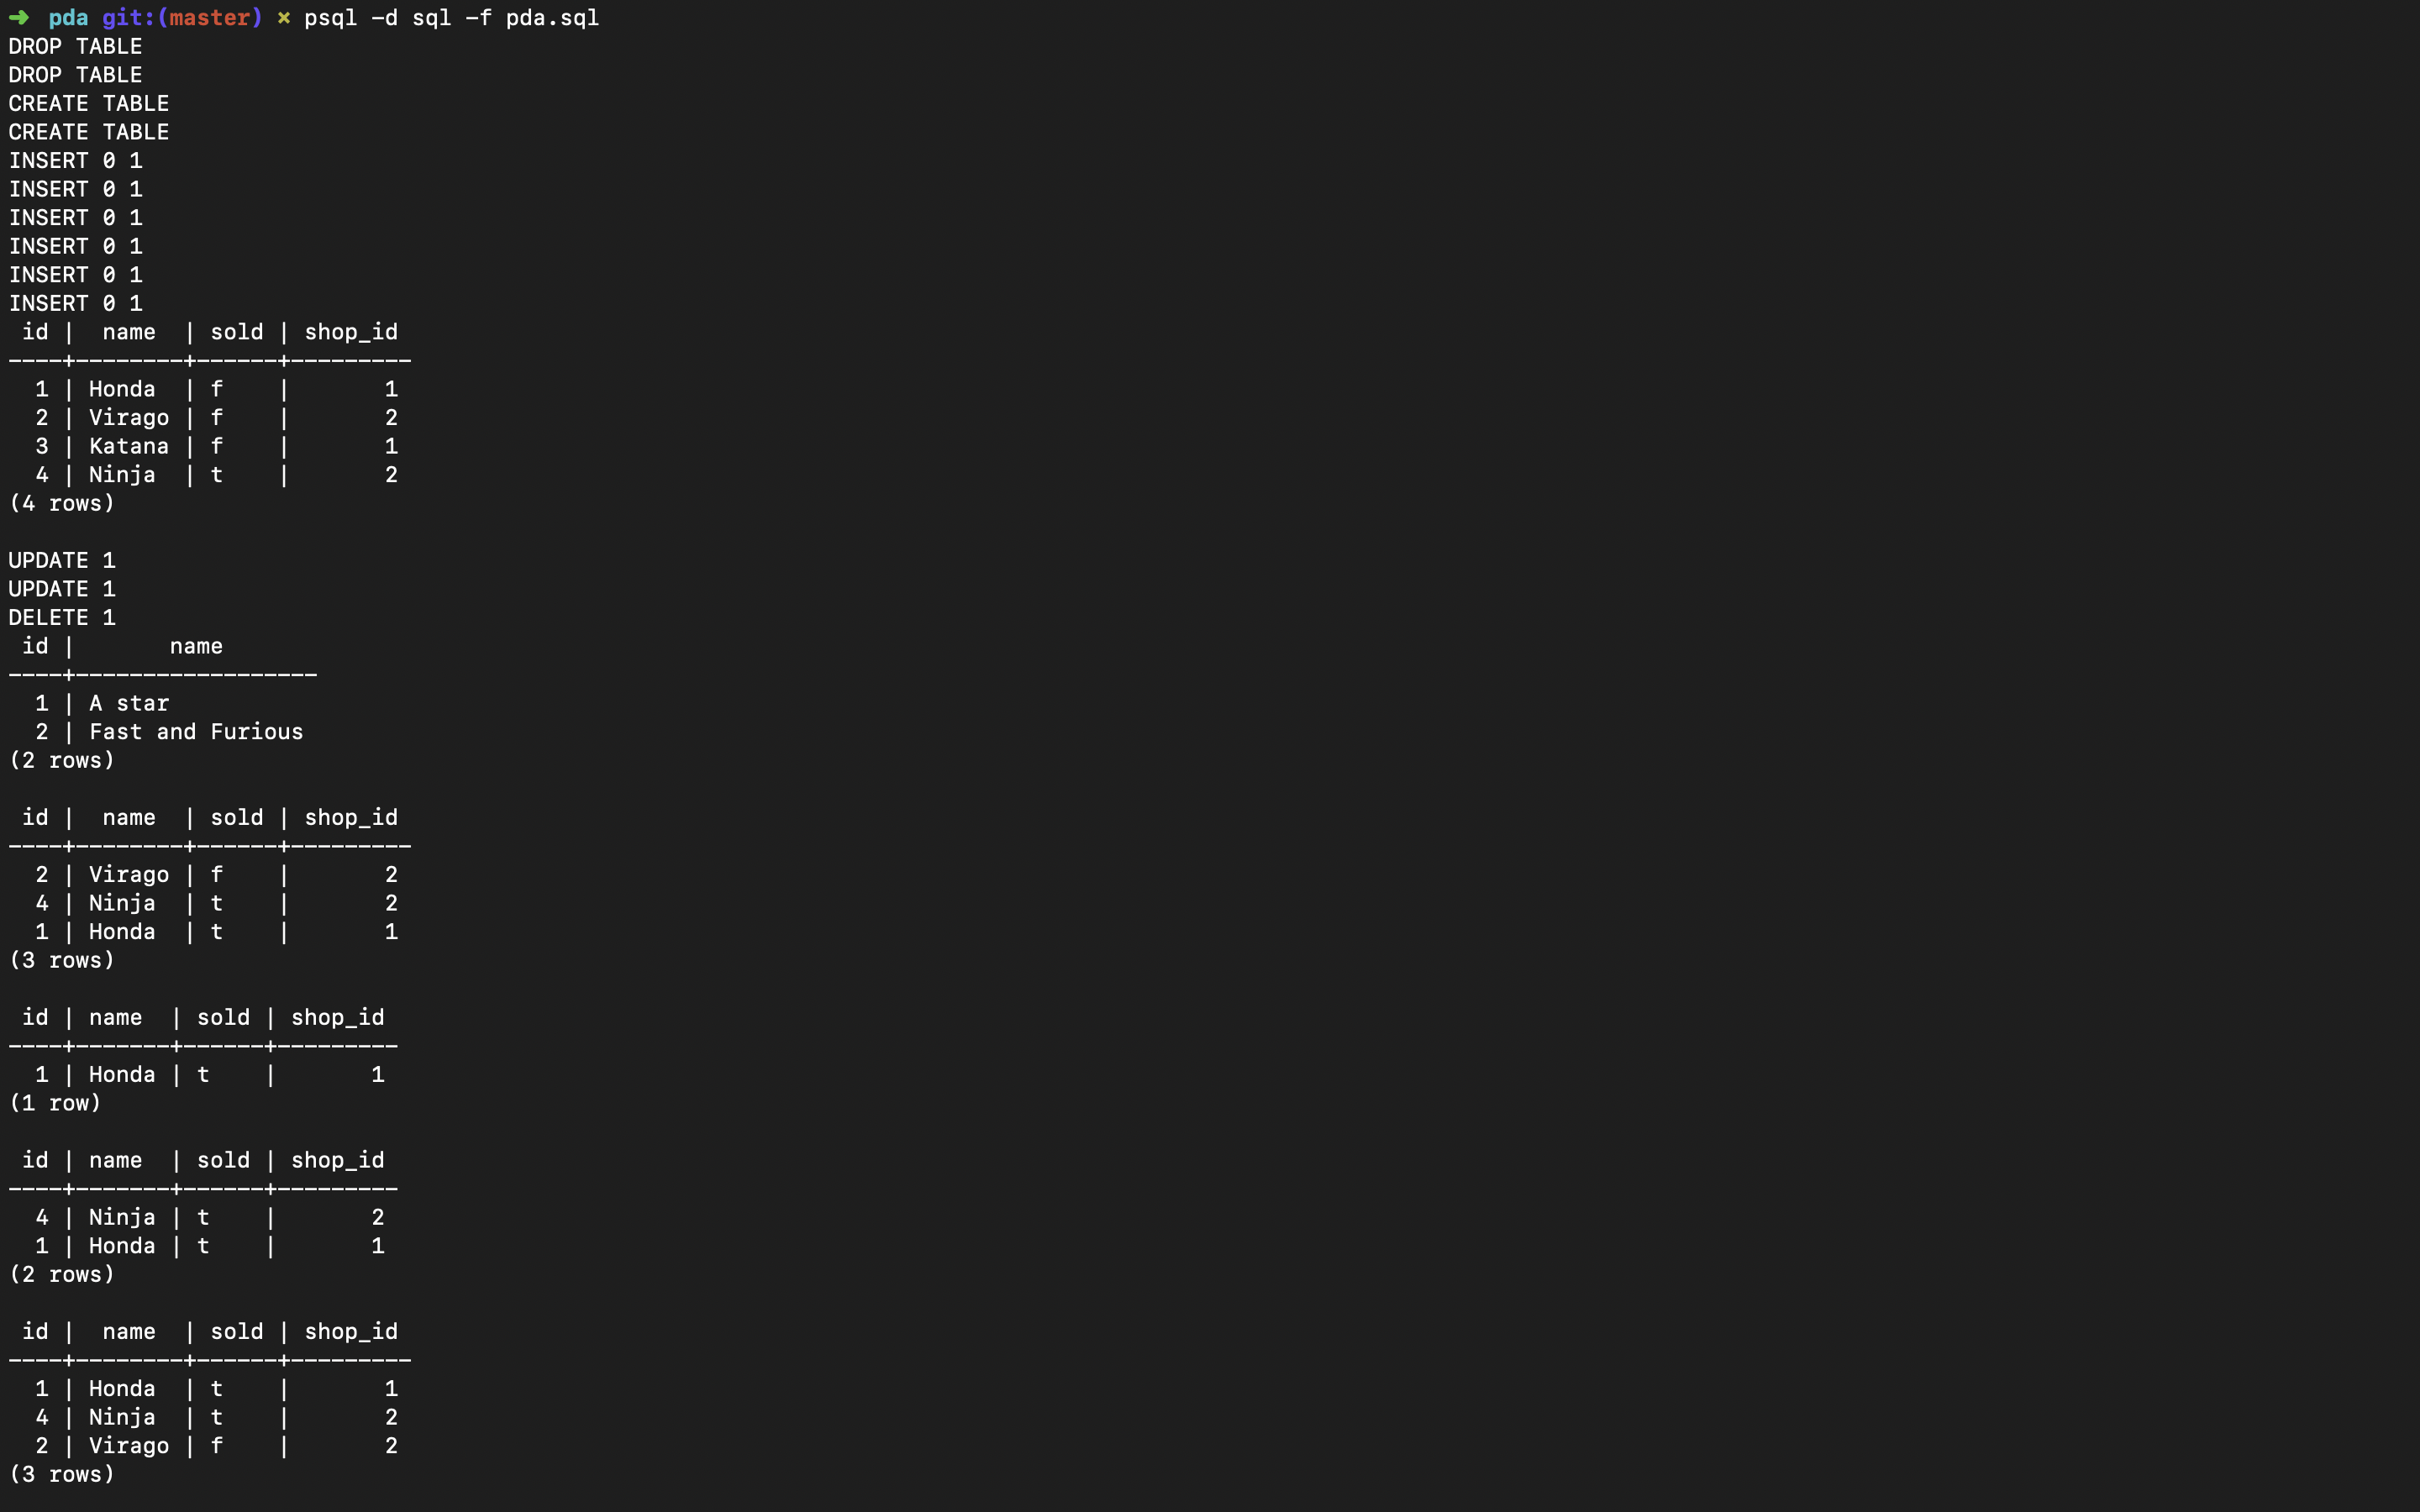 ➜  pda git:(master) ✗ psql -d sql -f pda.sql
DROP TABLE
DROP TABLE
CREATE TABLE
CREATE TABLE
INSERT 0 1
INSERT 0 1
INSERT 0 1
INSERT 0 1
INSERT 0 1
INSERT 0 1
 id |  name  | sold | shop_id
----+--------+------+---------
  1 | Honda  | f    |       1
  2 | Virago | f    |       2
  3 | Katana | f    |       1
  4 | Ninja  | t    |       2
(4 rows)

UPDATE 1
UPDATE 1
DELETE 1
 id |       name
----+------------------
  1 | A star
  2 | Fast and Furious
(2 rows)

 id |  name  | sold | shop_id
----+--------+------+---------
  2 | Virago | f    |       2
  4 | Ninja  | t    |       2
  1 | Honda  | t    |       1
(3 rows)

 id | name  | sold | shop_id
----+-------+------+---------
  1 | Honda | t    |       1
(1 row)

 id | name  | sold | shop_id
----+-------+------+---------
  4 | Ninja | t    |       2
  1 | Honda | t    |       1
(2 rows)

 id |  name  | sold | shop_id
----+--------+------+---------
  1 | Honda  | t    |       1
  4 | Ninja  | t    |       2
  2 | Virago | f    |       2
(3 rows)